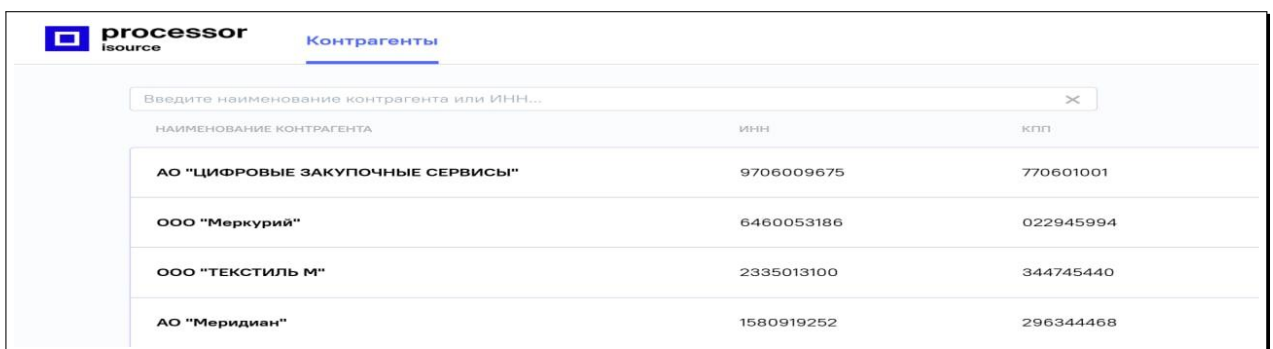 processor
isource
Контрагенты
Введите наименование контрагента или ИНН...
НАИМЕНОВАНИЕ КОНТРАГЕНТА ИНН КПП
АО "ЦИФРОВЫЕ ЗАКУПОЧНЫЕ СЕРВИСЫ" 9706009675 770601001
ООО "Меркурий" 6460053186 022945994
ООО "ТЕКСТИЛЬ М" 2335013100 344745440
АО "Меридиан" 1580919252 296344468